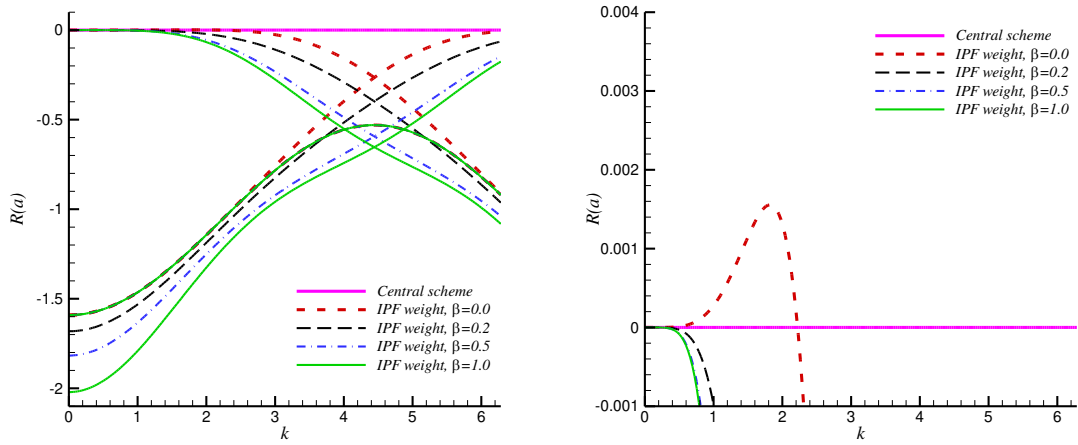 0
-0.5
-1
-1.5
-2
R(a)
0 1 2 3 4 5 6
k
Central scheme
IPF weight, β=0.0
IPF weight, β=0.2
IPF weight, β=0.5
IPF weight, β=1.0
0.004
0.003
0.002
0.001
0
-0.001
R(a)
0 1 2 3 4 5 6
k
Central scheme
IPF weight, β=0.0
IPF weight, β=0.2
IPF weight, β=0.5
IPF weight, β=1.0